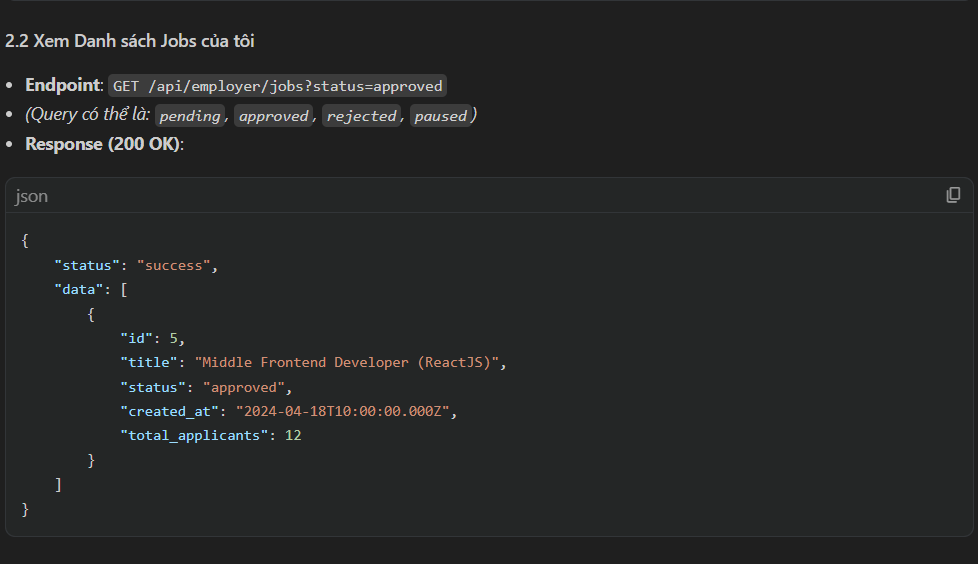 2.2 Xem Danh sách Jobs của tôi
Endpoint: GET /api/employer/jobs?status=approved
(Query có thể là: pending, approved, rejected, paused)
Response (200 OK):
json
{
    "status": "success",
    "data": [
        {
            "id": 5,
            "title": "Middle Frontend Developer (ReactJS)",
            "status": "approved",
            "created_at": "2024-04-18T10:00:00.000Z",
            "total_applicants": 12
        }
    ]
}